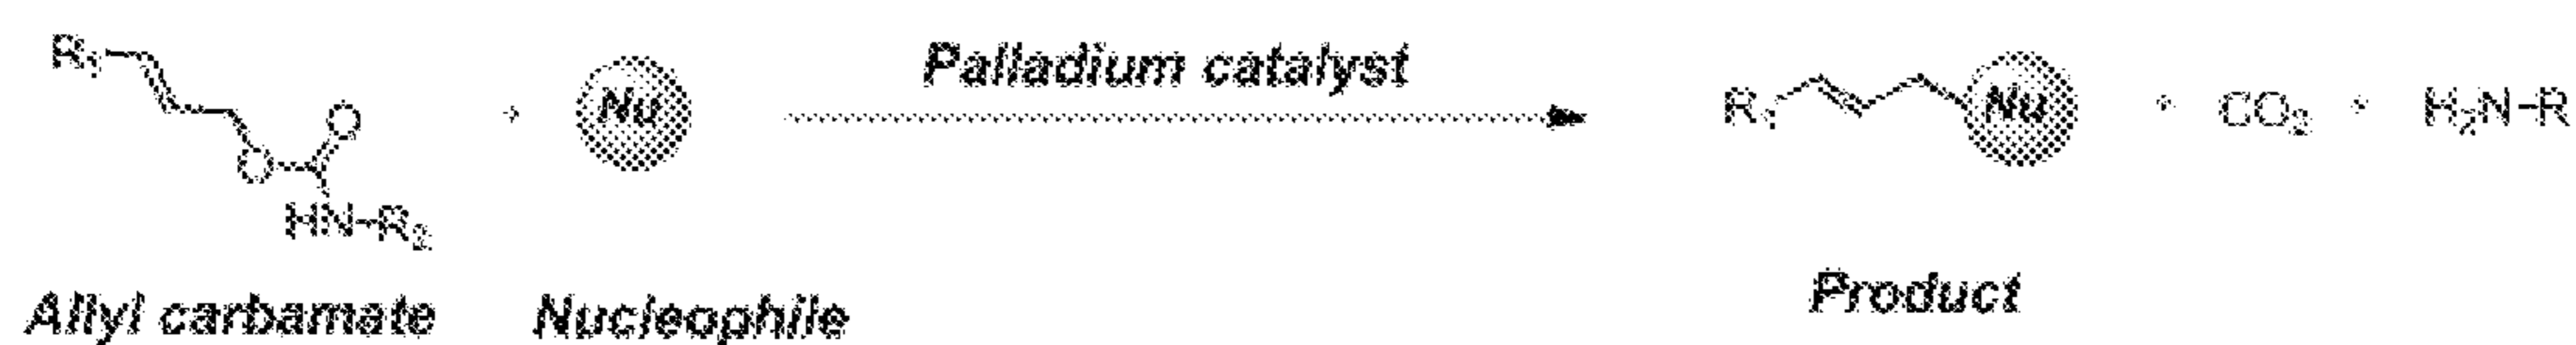 R₁ O O HN-R₂ + Nu Palladium catalyst R₁ Nu + CO₂ + H₂N-R
Allyl carbamate Nucleophile Product